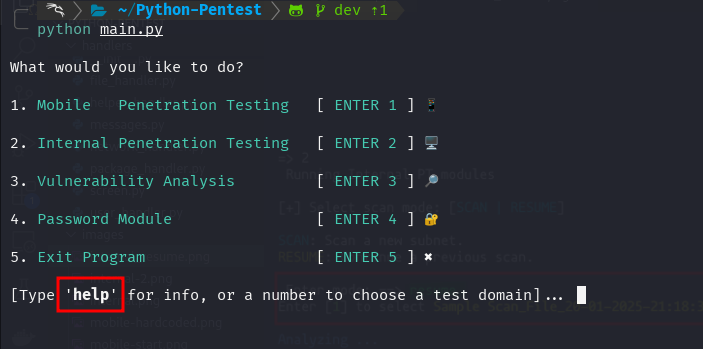 ~/Python-Pentest dev ↑1
python main.py
What would you like to do?
1. Mobile Penetration Testing [ ENTER 1 ]
2. Internal Penetration Testing [ ENTER 2 ]
3. Vulnerability Analysis [ ENTER 3 ]
4. Password Module [ ENTER 4 ]
5. Exit Program [ ENTER 5 ] ✖
[Type 'help' for info, or a number to choose a test domain]...